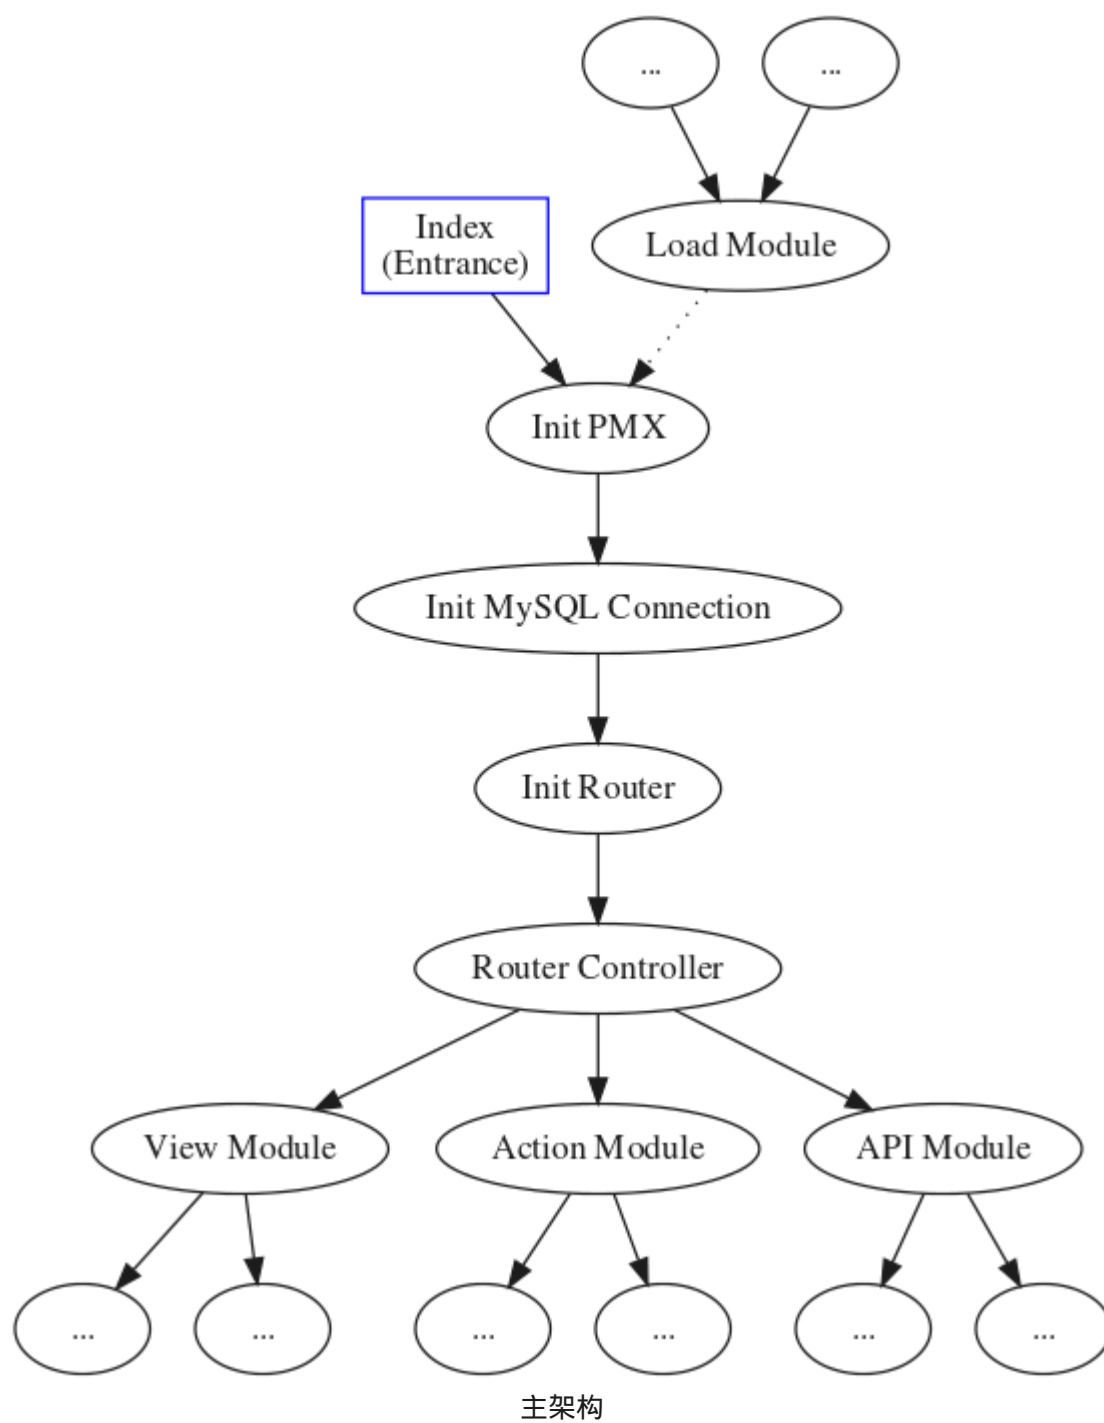 ...
...
Index
(Entrance)
Load Module
Init PMX
Init MySQL Connection
Init Router
Router Controller
View Module
Action Module
API Module
...
...
...
...
...
...
主架构